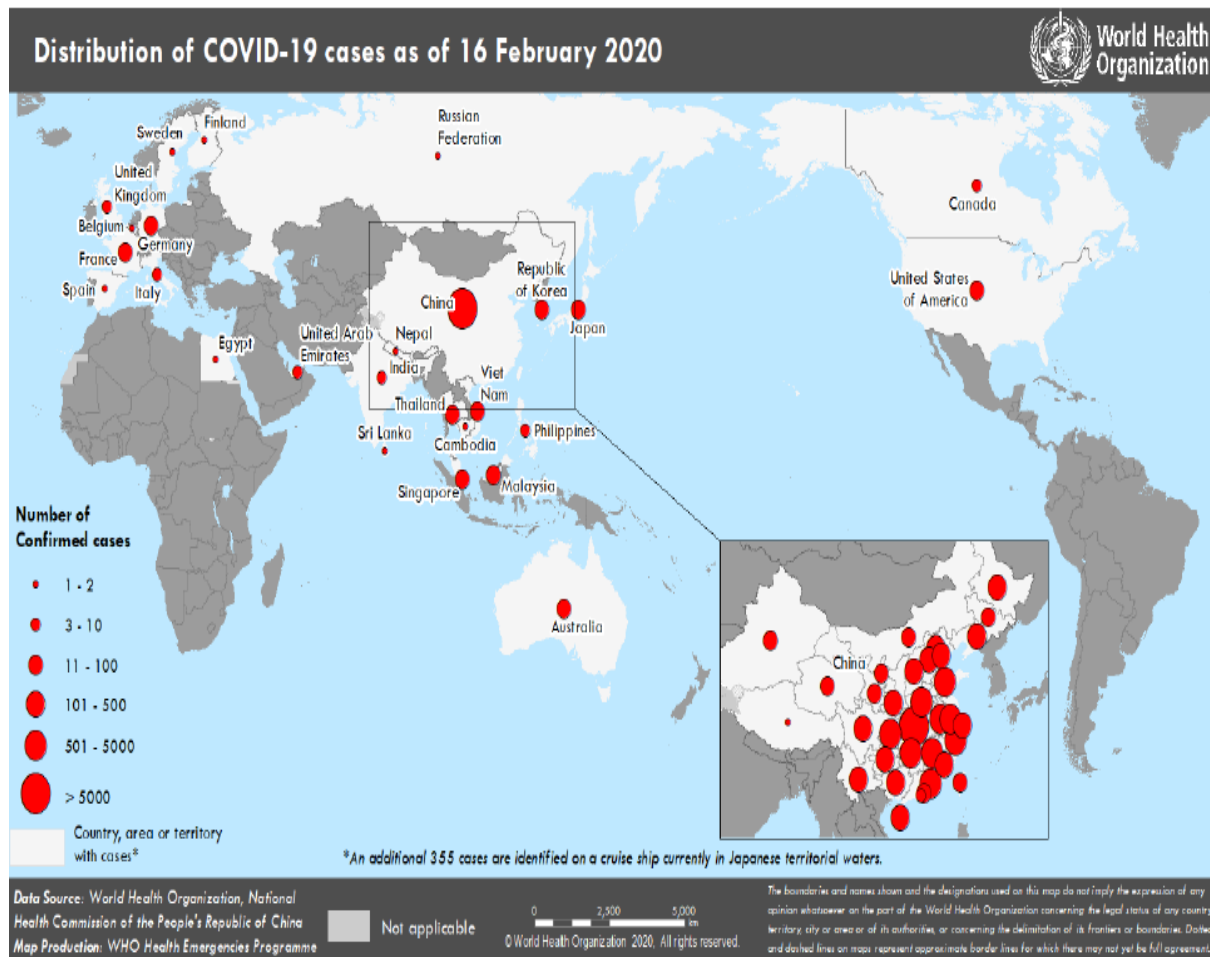 Distribution of COVID-19 cases as of 16 February 2020
World Health
Organization
Russian
Federation
Finland
Sweden
United
Kingdom
Belgium
Germany
France
Spain
Italy
Canada
United States
of America
Republic
of Korea
China
Japan
Egypt
United Arab
Emirates
Nepal
India
Viet
Nam
Thailand
Sri Lanka
Cambodia
Philippines
Singapore
Malaysia
Australia
China
Number of
Confirmed cases
1 - 2
3 - 10
11 - 100
101 - 500
501 - 5000
> 5000
Country, area or territory
with cases*
*An additional 355 cases are identified on a cruise ship currently in Japanese territorial waters.
Data Source: World Health Organization, National
Health Commission of the People's Republic of China
Map Production: WHO Health Emergencies Programme
Not applicable
0 2,500 5,000
km
© World Health Organization 2020, All rights reserved.
The boundaries and names shown and the designations used on this map do not imply the expression of any
opinion whatsoever on the part of the World Health Organization concerning the legal status of any country,
territory, city or area or of its authorities, or concerning the delimitation of its frontiers or boundaries. Dotted
and dashed lines on maps represent approximate border lines for which there may not yet be full agreement.